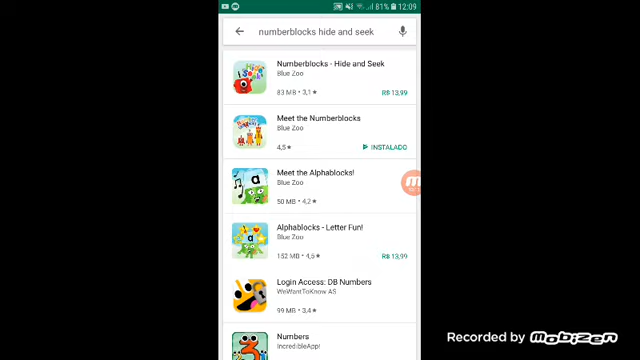 81% 12:09
numberblocks hide and seek
Numberblocks - Hide and Seek
Blue Zoo
83 MB • 3,1 ★ R$ 13,99
Meet the Numberblocks
Blue Zoo
4,5 ★ INSTALADO
Meet the Alphablocks!
Blue Zoo
50 MB • 4,2 ★
Alphablocks - Letter Fun!
Blue Zoo
152 MB • 4,6 ★ R$ 13,99
Login Access: DB Numbers
WeWantToKnow AS
99 MB • 3,4 ★
Numbers
IncredibleApp!
Recorded by mobizen